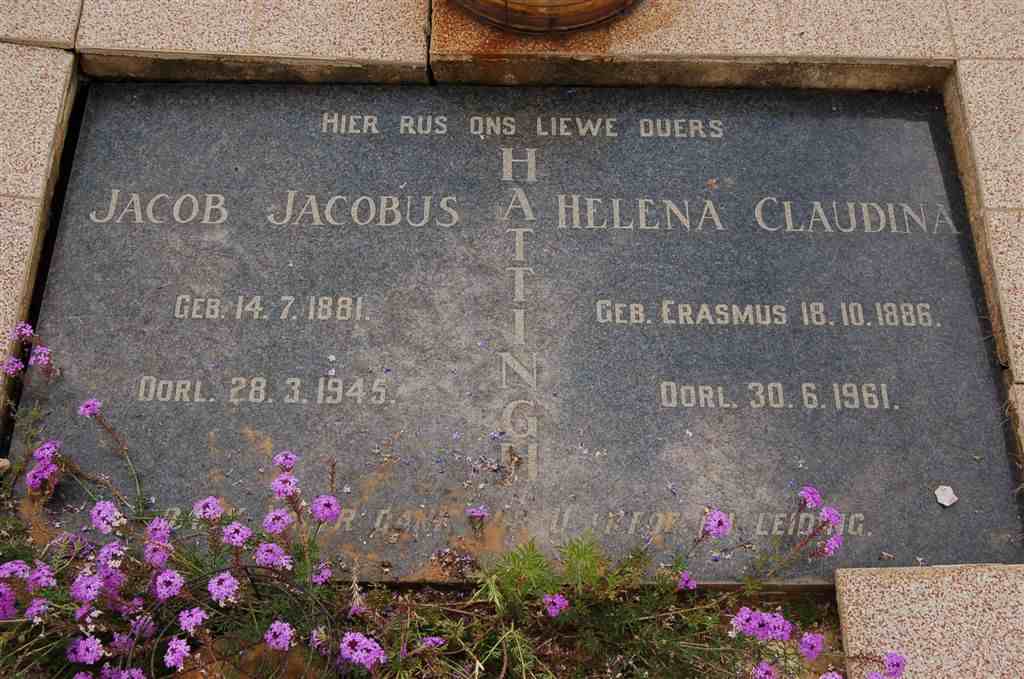 HIER RUS ONS LIEWE OUERS
HATTINGH
JACOB JACOBUS
GEB. 14.7.1881.
OORL. 28.3.1945.
HELENA CLAUDINA
GEB. ERASMUS 18.10.1886.
OORL. 30.6.1961.
LEIDING.